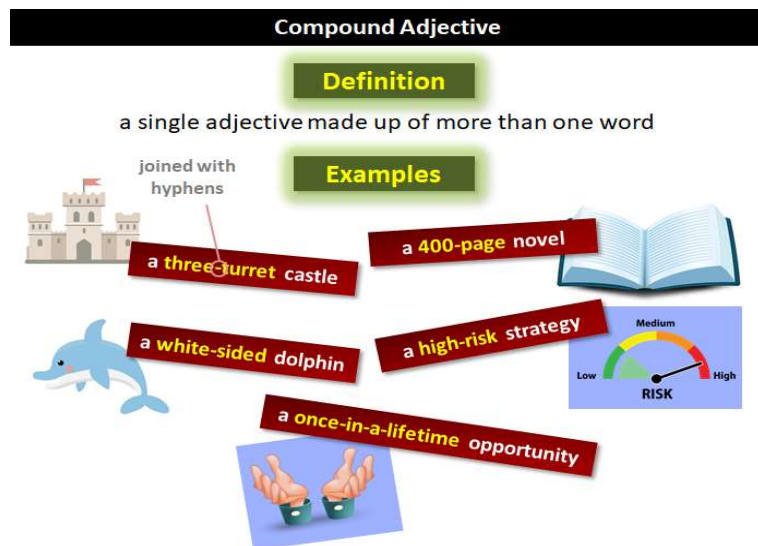 Compound Adjective
Definition
a single adjective made up of more than one word
Examples
joined with
hyphens
a three-turret castle
a 400-page novel
a white-sided dolphin
a high-risk strategy
Medium
Low
High
RISK
a once-in-a-lifetime opportunity